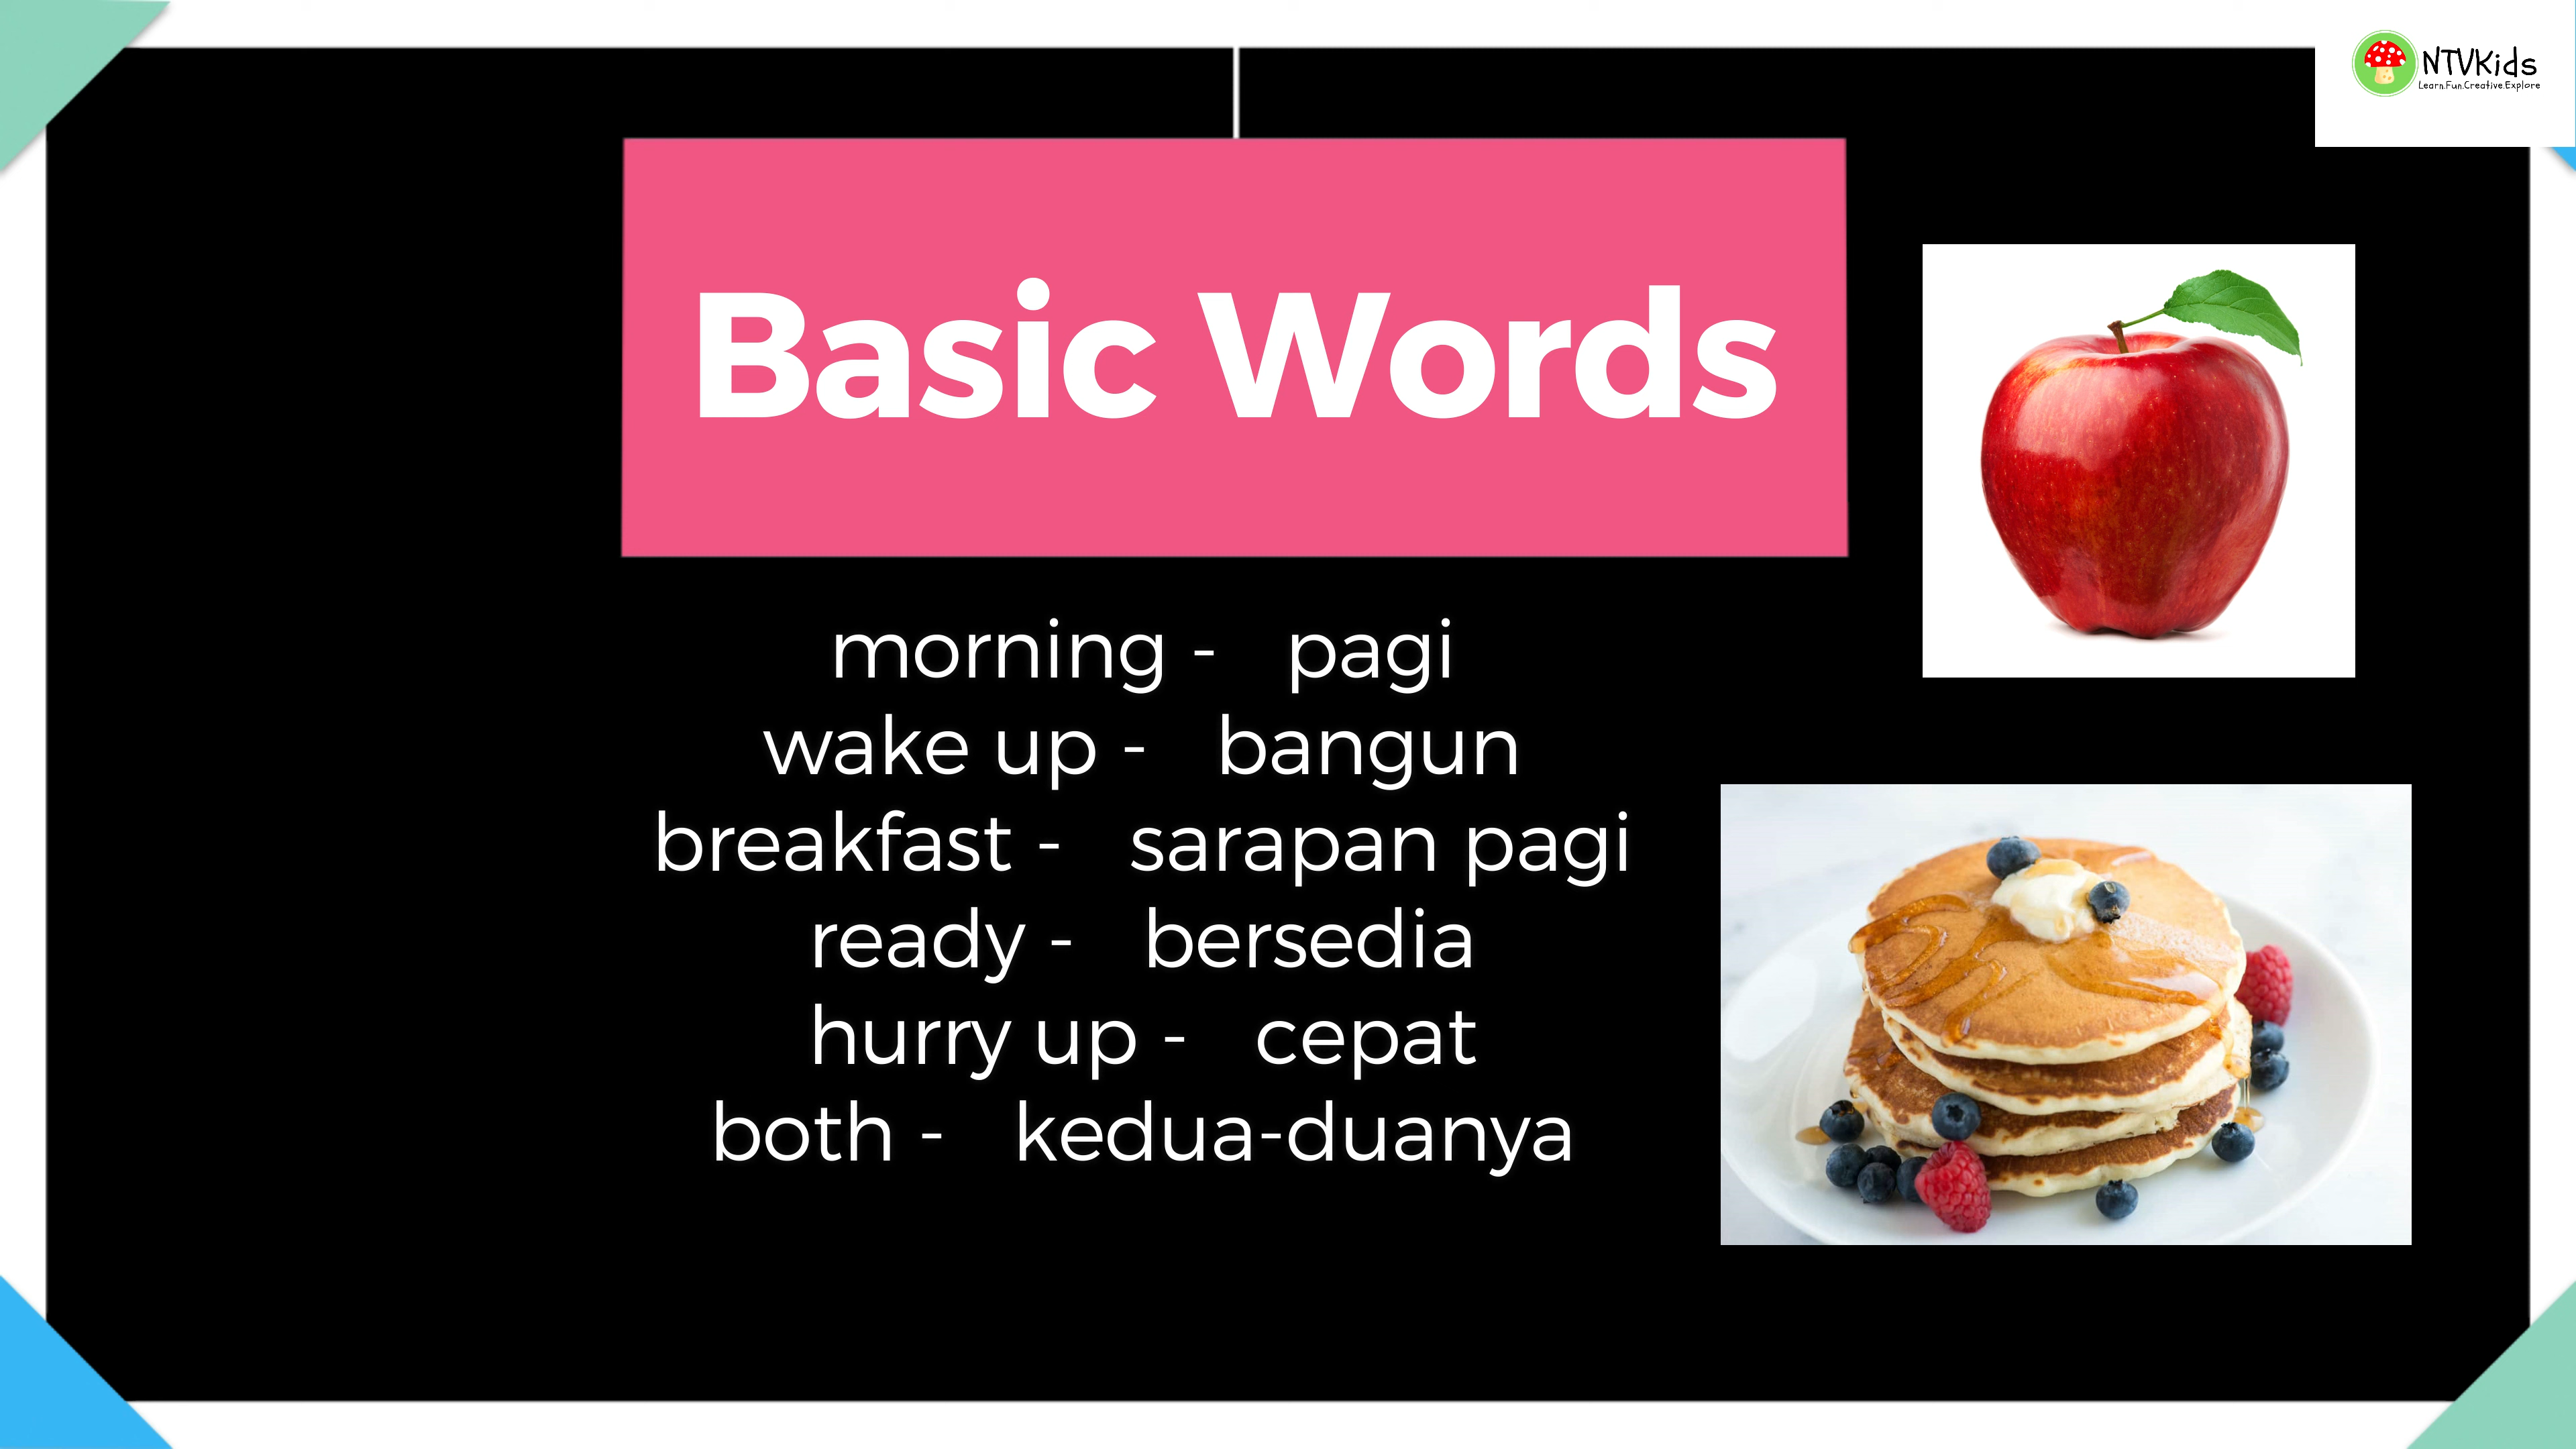 NTVKids
Learn.Fun.Creative.Explore
Basic Words
morning - pagi
wake up - bangun
breakfast - sarapan pagi
ready - bersedia
hurry up - cepat
both - kedua-duanya